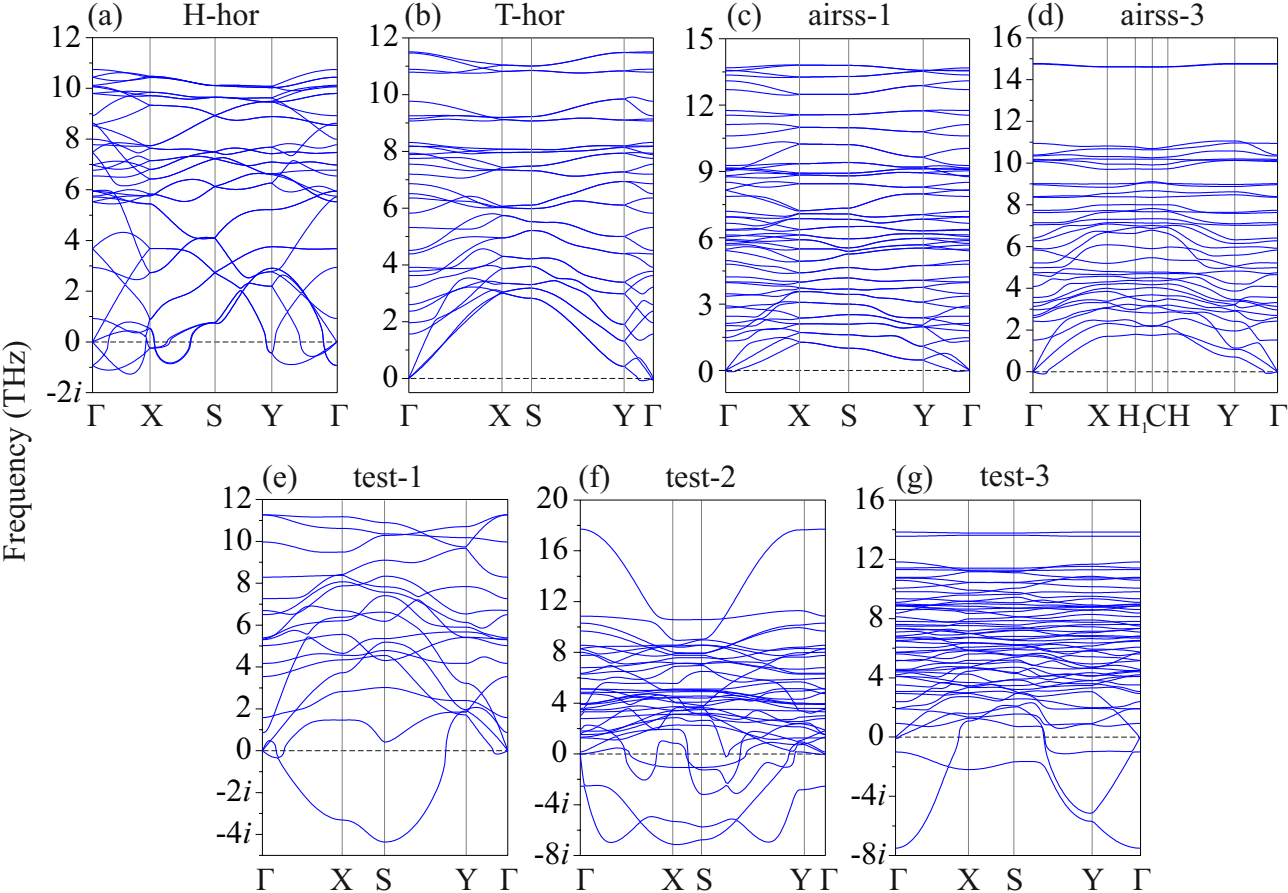 (a) H-hor
(b) T-hor
(c) airss-1
(d) airss-3
12
10
8
6
4
2
0
-2i
Γ X S Y Γ
12
10
8
6
4
2
0
Γ X S Y Γ
15
12
9
6
3
0
Γ X S Y Γ
16
14
12
10
8
6
4
2
0
Γ X H₁ C H Y Γ
Frequency (THz)
(e) test-1
(f) test-2
(g) test-3
12
10
8
6
4
2
0
-2i
-4i
Γ X S Y Γ
20
16
12
8
4
0
-4i
-8i
Γ X S Y Γ
16
12
8
4
0
-4i
-8i
Γ X S Y Γ